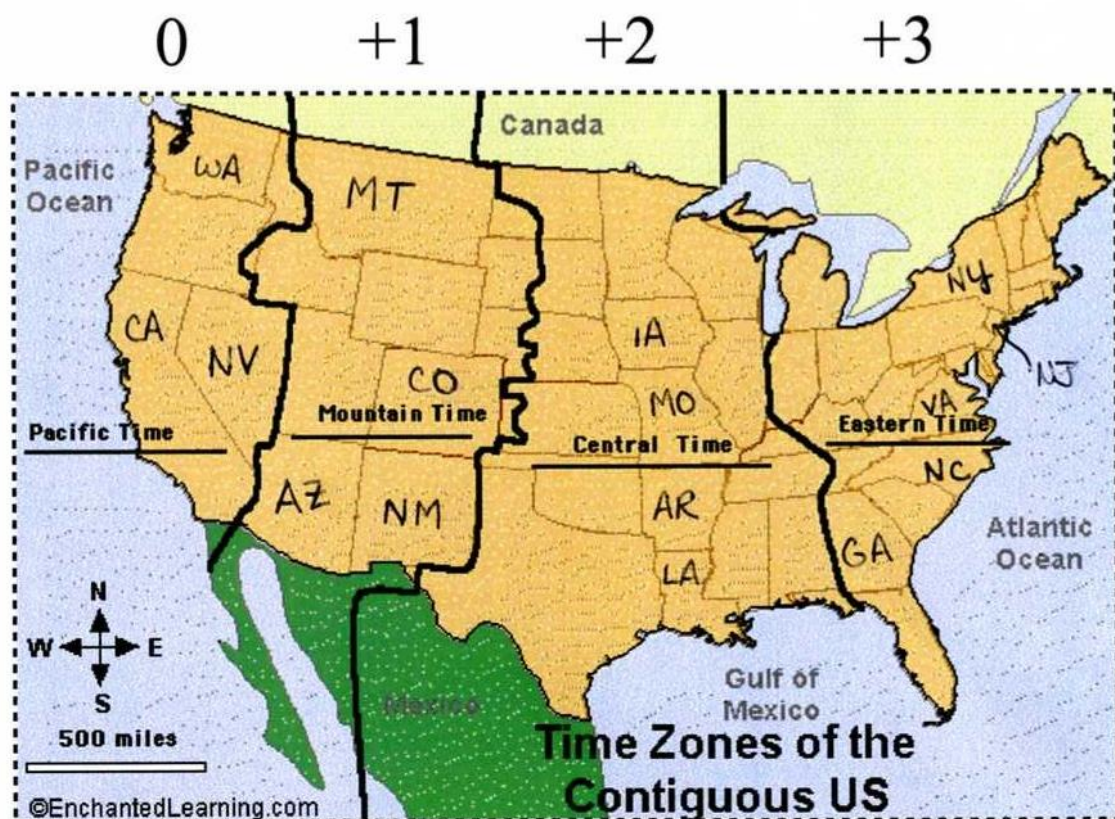 0 +1 +2 +3
Canada
Pacific
Ocean
WA
MT
NY
CA
NV
IA
NJ
CO
MO
VA
Mountain Time
Pacific Time
Eastern Time
Central Time
NC
AZ
NM
AR
Atlantic
Ocean
GA
LA
N
W E
S
Gulf of
Mexico
Mexico
500 miles
Time Zones of the
Contiguous US
©EnchantedLearning.com